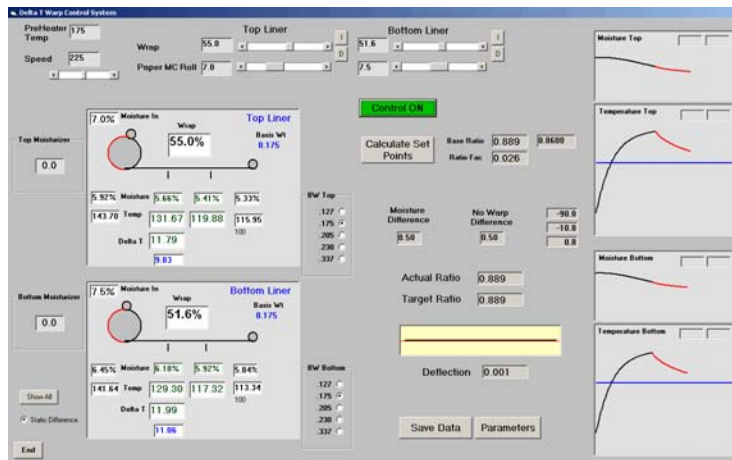 Delta T Warp Control System
PreHeater Temp 175
Speed 225
Top Liner
Wrap 55.0
Paper MC Roll 7.0
I
D
Bottom Liner
51.6
7.5
I
D
Top Moisturizer
0.0
7.0% Moisture In
Top Liner
Wrap
55.0%
Basis Wt
0.175
5.92% Moisture 5.66% 5.41% 5.33%
143.70 Temp 131.67 119.88 115.95
100
Delta T 11.79
9.83
BW Top
.127
.175
.205
.230
.337
Bottom Moisturizer
0.0
7.5% Moisture In
Bottom Liner
Wrap
51.6%
Basis Wt
0.175
6.45% Moisture 6.18% 5.92% 5.84%
141.64 Temp 129.30 117.32 113.34
100
Delta T 11.99
11.06
BW Bottom
.127
.175
.205
.230
.337
Show All
Static Difference
End
Control ON
Calculate Set Points
Base Ratio 0.889 0.8600
Ratio Fac 0.026
Moisture Difference
0.50
No Warp Difference
0.50
-90.0
-10.0
0.0
Actual Ratio 0.889
Target Ratio 0.889
Deflection 0.001
Save Data
Parameters
Moisture Top
Temperature Top
Moisture Bottom
Temperature Bottom